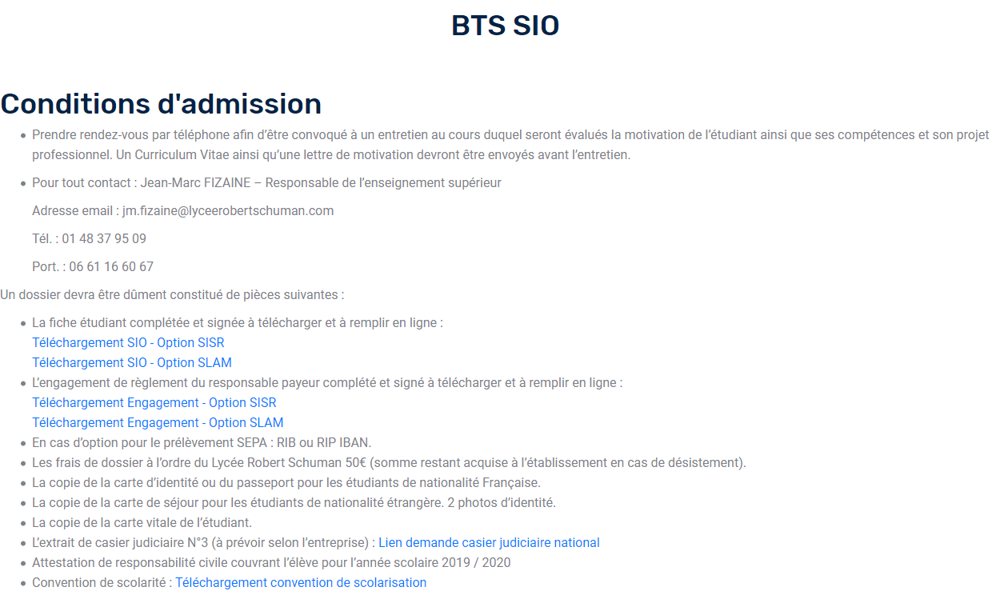 BTS SIO
Conditions d'admission
Prendre rendez-vous par téléphone afin d’être convoqué à un entretien au cours duquel seront évalués la motivation de l’étudiant ainsi que ses compétences et son projet
professionnel. Un Curriculum Vitae ainsi qu’une lettre de motivation devront être envoyés avant l’entretien.
Pour tout contact : Jean-Marc FIZAINE – Responsable de l’enseignement supérieur
Adresse email : jm.fizaine@lyceerobertschuman.com
Tél. : 01 48 37 95 09
Port. : 06 61 16 60 67
Un dossier devra être dûment constitué de pièces suivantes :
La fiche étudiant complétée et signée à télécharger et à remplir en ligne :
Téléchargement SIO - Option SISR
Téléchargement SIO - Option SLAM
L’engagement de règlement du responsable payeur complété et signé à télécharger et à remplir en ligne :
Téléchargement Engagement - Option SISR
Téléchargement Engagement - Option SLAM
En cas d’option pour le prélèvement SEPA : RIB ou RIP IBAN.
Les frais de dossier à l’ordre du Lycée Robert Schuman 50€ (somme restant acquise à l’établissement en cas de désistement).
La copie de la carte d’identité ou du passeport pour les étudiants de nationalité Française.
La copie de la carte de séjour pour les étudiants de nationalité étrangère. 2 photos d’identité.
La copie de la carte vitale de l’étudiant.
L’extrait de casier judiciaire N°3 (à prévoir selon l’entreprise) : Lien demande casier judiciaire national
Attestation de responsabilité civile couvrant l’élève pour l’année scolaire 2019 / 2020
Convention de scolarité : Téléchargement convention de scolarisation